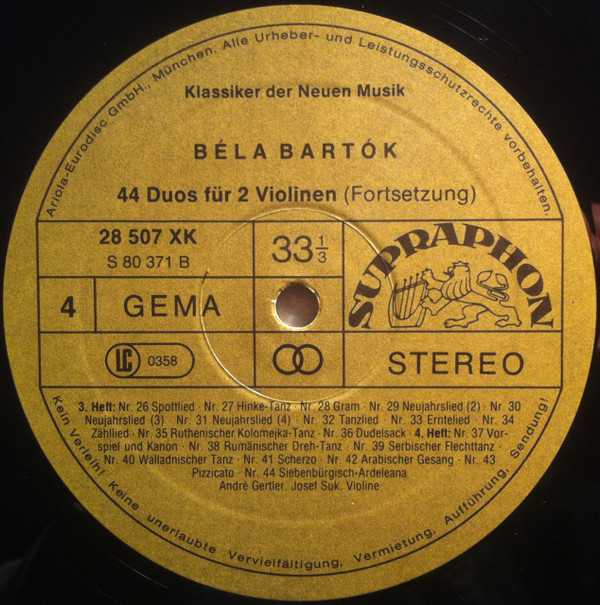 Ariola-Eurodisc GmbH., München. Alle Urheber- und Leistungsschutzrechte vorbehalten.
Klassiker der Neuen Musik
BÉLA BARTÓK
44 Duos für 2 Violinen (Fortsetzung)
28 507 XK
S 80 371 B
33 1/3
SUPRAPHON
4
GEMA
LC 0358
STEREO
3. Heft: Nr. 26 Spottlied · Nr. 27 Hinke-Tanz · Nr. 28 Gram · Nr. 29 Neujahrslied (2) · Nr. 30
Neujahrslied (3) · Nr. 31 Neujahrslied (4) · Nr. 32 Tanzlied · Nr. 33 Erntelied · Nr. 34
Zähllied · Nr. 35 Ruthenischer Kolomejka-Tanz · Nr. 36 Dudelsack · 4. Heft: Nr. 37 Vor-
spiel und Kanon · Nr. 38 Rumänischer Dreh-Tanz · Nr. 39 Serbischer Flechttanz ·
Nr. 40 Walladnischer Tanz · Nr. 41 Scherzo · Nr. 42 Arabischer Gesang · Nr. 43
Pizzicato · Nr. 44 Siebenbürgisch-Ardeleana
André Gertler, Josef Suk, Violine
Kein Verleih! Keine unerlaubte Vervielfältigung, Vermietung, Aufführung, Sendung!